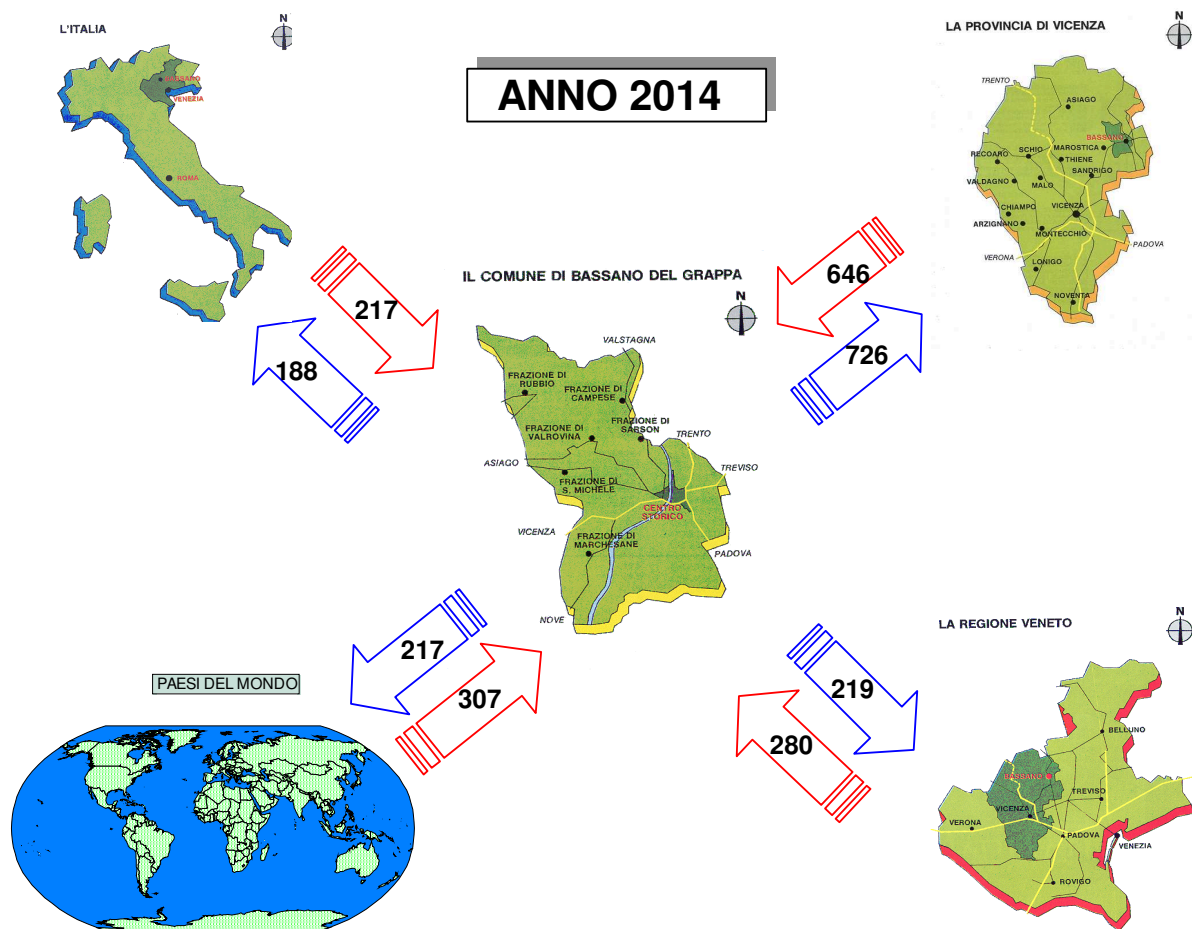 L'ITALIA
N
BASSANO
VENEZIA
ROMA
ANNO 2014
LA PROVINCIA DI VICENZA
N
TRENTO
ASIAGO
BASSANO
MAROSTICA
SCHIO
THIENE
RECOARO
SANDRIGO
VALDAGNO
MALO
CHIAMPO
VICENZA
ARZIGNANO
MONTECCHIO
PADOVA
VERONA
LONIGO
NOVENTA
217
188
646
726
IL COMUNE DI BASSANO DEL GRAPPA
N
VALSTAGNA
FRAZIONE DI
RUBBIO
FRAZIONE DI
CAMPESE
FRAZIONE DI
SARSON
FRAZIONE DI
VALROVINA
TRENTO
ASIAGO
TREVISO
FRAZIONE DI
S. MICHELE
CENTRO
STORICO
VICENZA
FRAZIONE DI
MARCHESANE
PADOVA
NOVE
217
307
219
280
PAESI DEL MONDO
LA REGIONE VENETO
N
BELLUNO
BASSANO
TREVISO
VICENZA
VERONA
PADOVA
VENEZIA
ROVIGO